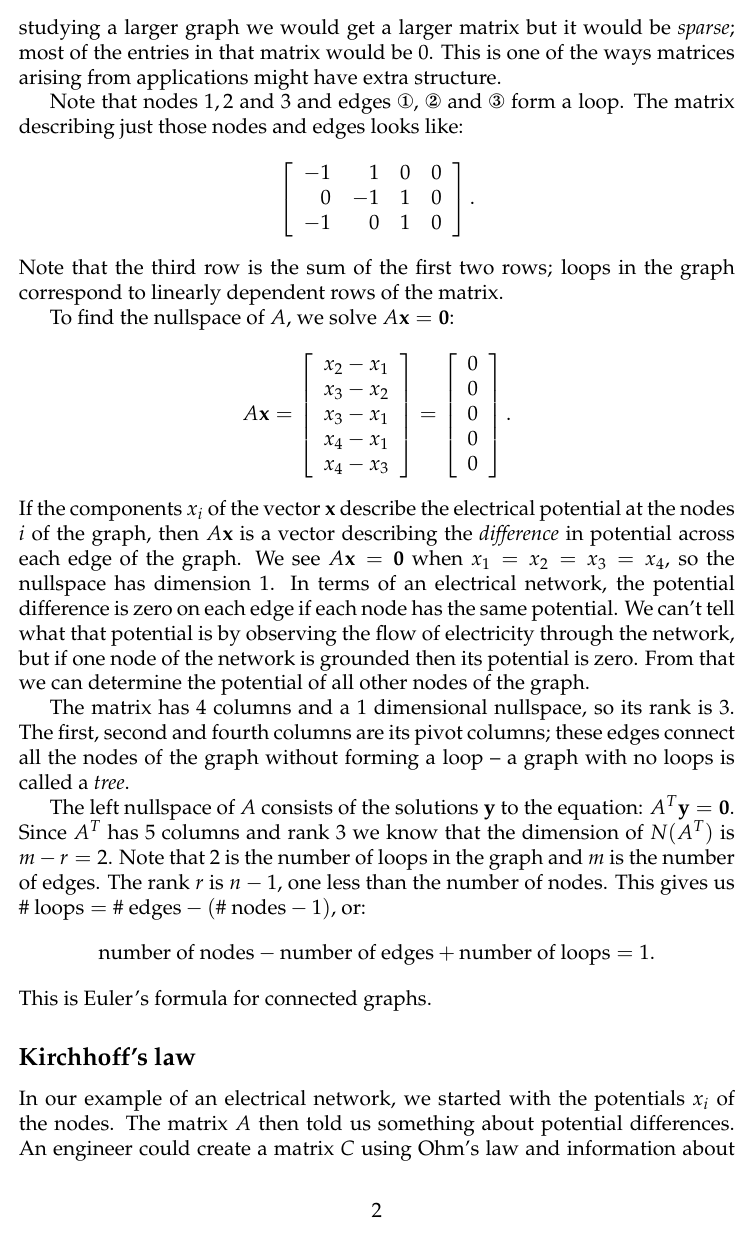 studying a larger graph we would get a larger matrix but it would be sparse;
most of the entries in that matrix would be 0. This is one of the ways matrices
arising from applications might have extra structure.
Note that nodes 1, 2 and 3 and edges ①, ② and ③ form a loop. The matrix
describing just those nodes and edges looks like:
[ −1 1 0 0
0 −1 1 0
−1 0 1 0 ] .
Note that the third row is the sum of the first two rows; loops in the graph
correspond to linearly dependent rows of the matrix.
To find the nullspace of A, we solve Ax = 0:
x₂ − x₁ 0
x₃ − x₂ 0
Ax = [ x₃ − x₁ ] = [ 0 ] .
x₄ − x₁ 0
x₄ − x₃ 0
If the components xᵢ of the vector x describe the electrical potential at the nodes
i of the graph, then Ax is a vector describing the difference in potential across
each edge of the graph. We see Ax = 0 when x₁ = x₂ = x₃ = x₄, so the
nullspace has dimension 1. In terms of an electrical network, the potential
difference is zero on each edge if each node has the same potential. We can't tell
what that potential is by observing the flow of electricity through the network,
but if one node of the network is grounded then its potential is zero. From that
we can determine the potential of all other nodes of the graph.
The matrix has 4 columns and a 1 dimensional nullspace, so its rank is 3.
The first, second and fourth columns are its pivot columns; these edges connect
all the nodes of the graph without forming a loop – a graph with no loops is
called a tree.
The left nullspace of A consists of the solutions y to the equation: Aᵀy = 0.
Since Aᵀ has 5 columns and rank 3 we know that the dimension of N(Aᵀ) is
m − r = 2. Note that 2 is the number of loops in the graph and m is the number
of edges. The rank r is n − 1, one less than the number of nodes. This gives us
# loops = # edges − (# nodes − 1), or:
number of nodes − number of edges + number of loops = 1.
This is Euler's formula for connected graphs.
Kirchhoff's law
In our example of an electrical network, we started with the potentials xᵢ of
the nodes. The matrix A then told us something about potential differences.
An engineer could create a matrix C using Ohm's law and information about
2